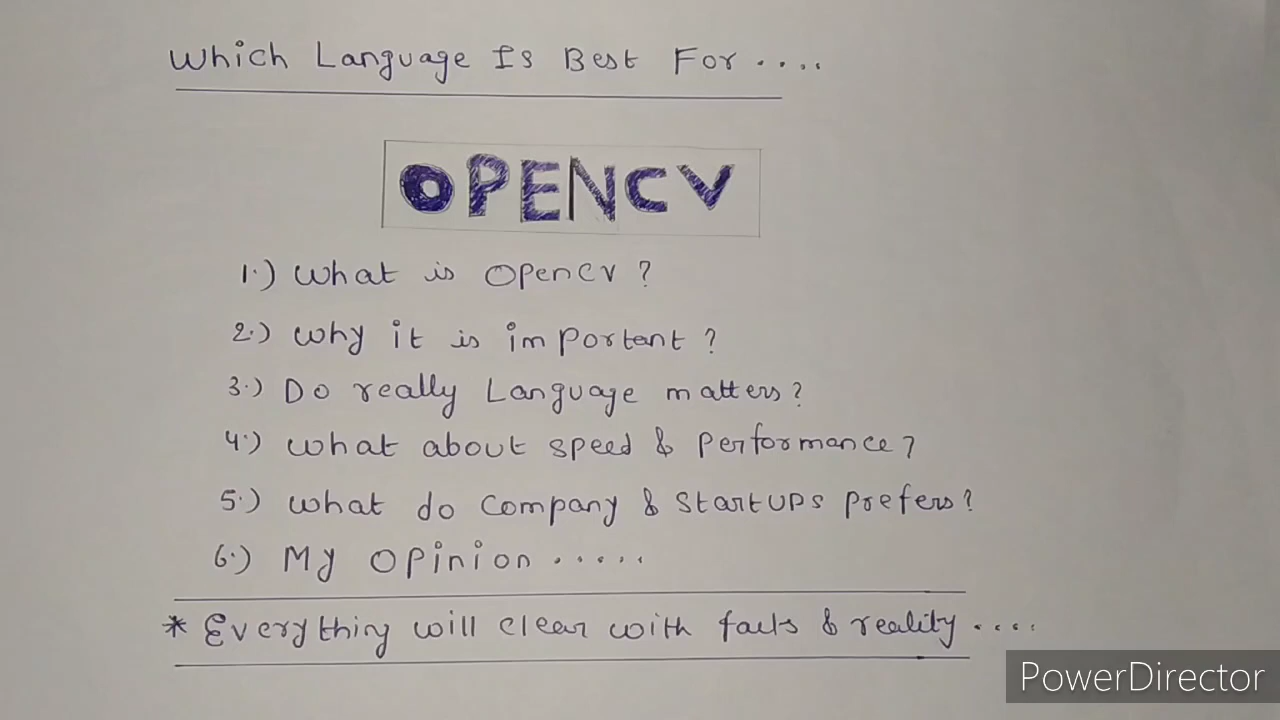 Which Language Is Best For ....
OPENCV
1.) What is Opencv ?
2.) Why it is important ?
3.) Do really Language matters ?
4.) What about speed & Performance ?
5.) What do Company & StartUPs Prefers ?
6.) My Opinion .....
* Everything will clear with facts & reality ....
PowerDirector